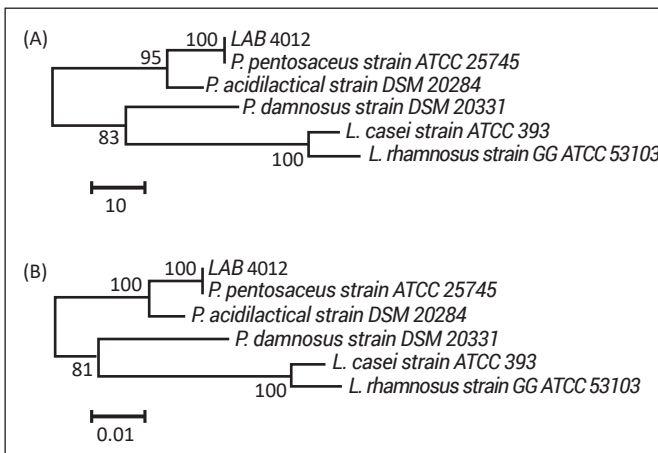 (A)
100 LAB 4012
95 P. pentosaceus strain ATCC 25745
P. acidilactical strain DSM 20284
P. damnosus strain DSM 20331
83 L. casei strain ATCC 393
100 L. rhamnosus strain GG ATCC 53103
10
(B)
100 LAB 4012
100 P. pentosaceus strain ATCC 25745
P. acidilactical strain DSM 20284
P. damnosus strain DSM 20331
81 L. casei strain ATCC 393
100 L. rhamnosus strain GG ATCC 53103
0.01